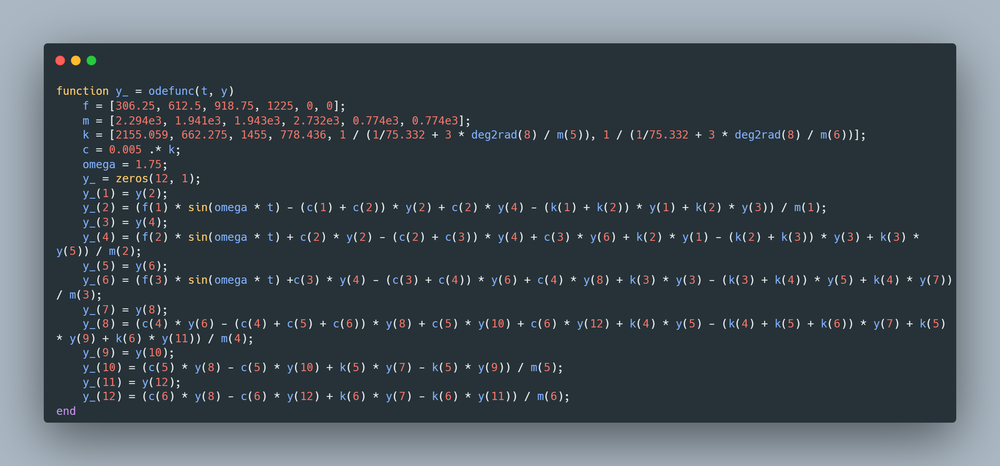 function y_ = odefunc(t, y)
    f = [306.25, 612.5, 918.75, 1225, 0, 0];
    m = [2.294e3, 1.941e3, 1.943e3, 2.732e3, 0.774e3, 0.774e3];
    k = [2155.059, 662.275, 1455, 778.436, 1 / (1/75.332 + 3 * deg2rad(8) / m(5)), 1 / (1/75.332 + 3 * deg2rad(8) / m(6))];
    c = 0.005 .* k;
    omega = 1.75;
    y_ = zeros(12, 1);
    y_(1) = y(2);
    y_(2) = (f(1) * sin(omega * t) - (c(1) + c(2)) * y(2) + c(2) * y(4) - (k(1) + k(2)) * y(1) + k(2) * y(3)) / m(1);
    y_(3) = y(4);
    y_(4) = (f(2) * sin(omega * t) + c(2) * y(2) - (c(2) + c(3)) * y(4) + c(3) * y(6) + k(2) * y(1) - (k(2) + k(3)) * y(3) + k(3) *
y(5)) / m(2);
    y_(5) = y(6);
    y_(6) = (f(3) * sin(omega * t) +c(3) * y(4) - (c(3) + c(4)) * y(6) + c(4) * y(8) + k(3) * y(3) - (k(3) + k(4)) * y(5) + k(4) * y(7))
/ m(3);
    y_(7) = y(8);
    y_(8) = (c(4) * y(6) - (c(4) + c(5) + c(6)) * y(8) + c(5) * y(10) + c(6) * y(12) + k(4) * y(5) - (k(4) + k(5) + k(6)) * y(7) + k(5)
* y(9) + k(6) * y(11)) / m(4);
    y_(9) = y(10);
    y_(10) = (c(5) * y(8) - c(5) * y(10) + k(5) * y(7) - k(5) * y(9)) / m(5);
    y_(11) = y(12);
    y_(12) = (c(6) * y(8) - c(6) * y(12) + k(6) * y(7) - k(6) * y(11)) / m(6);
end